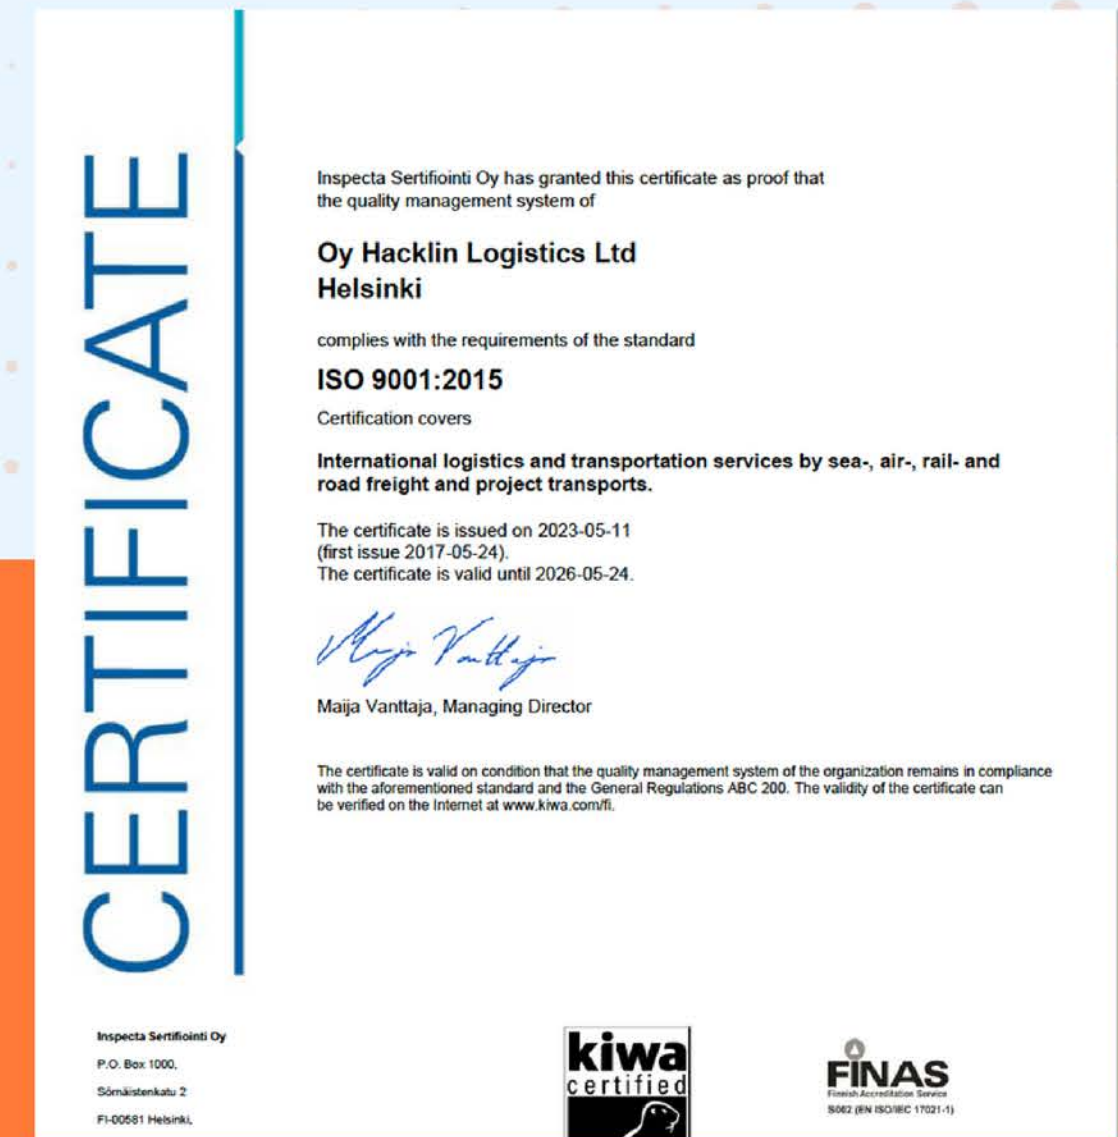 CERTIFICATE
Inspecta Sertifiointi Oy has granted this certificate as proof that
the quality management system of
Oy Hacklin Logistics Ltd
Helsinki
complies with the requirements of the standard
ISO 9001:2015
Certification covers
International logistics and transportation services by sea-, air-, rail- and
road freight and project transports.
The certificate is issued on 2023-05-11
(first issue 2017-05-24).
The certificate is valid until 2026-05-24.
Maija Vanttaja
Maija Vanttaja, Managing Director
The certificate is valid on condition that the quality management system of the organization remains in compliance
with the aforementioned standard and the General Regulations ABC 200. The validity of the certificate can
be verified on the Internet at www.kiwa.com/fi.
Inspecta Sertifiointi Oy
P.O. Box 1000,
Sörnäistenkatu 2
FI-00581 Helsinki,
kiwa
certified
FINAS
Finnish Accreditation Service
S002 (EN ISO/IEC 17021-1)